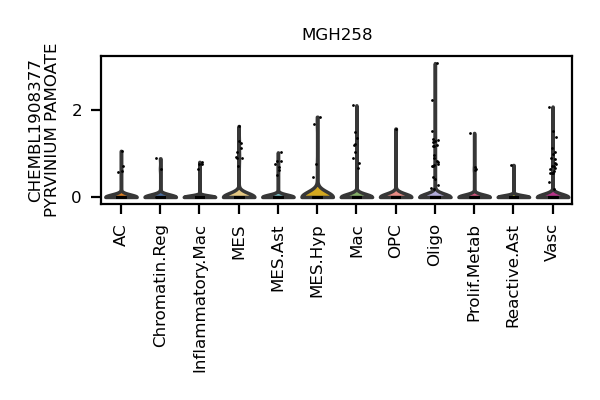 MGH258
CHEMBL1908377
PYRVINIUM PAMOATE
2
0
AC
Chromatin.Reg
Inflammatory.Mac
MES
MES.Ast
MES.Hyp
Mac
OPC
Oligo
Prolif.Metab
Reactive.Ast
Vasc